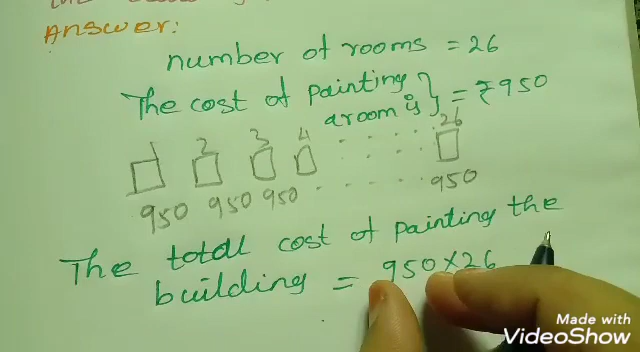 Answer:
number of rooms = 26
The cost of painting
a room is } = ₹950
1 2 3 4 26
950 950 950 950
The total cost of painting the
building = 950×26
Made with
VideoShow